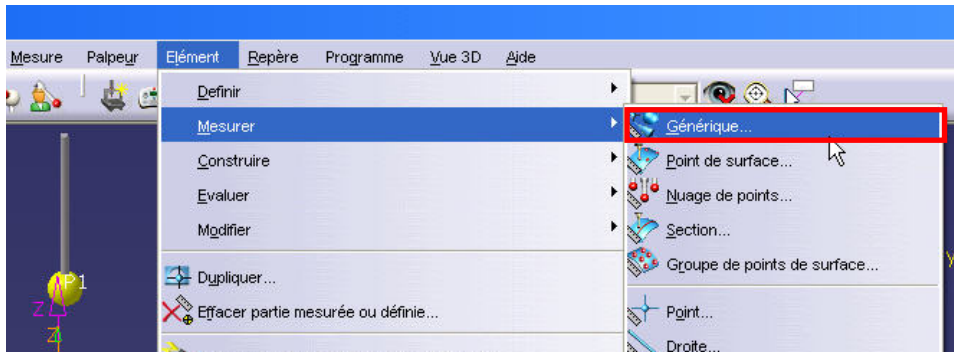 Mesure Palpeur Elément Repère Programme Vue 3D Aide
Definir
Mesurer
Construire
Evaluer
Modifier
Dupliquer...
Effacer partie mesurée ou définie...
Générique...
Point de surface...
Nuage de points...
Section...
Groupe de points de surface...
Point...
Droite...
P1
Z
Z
y